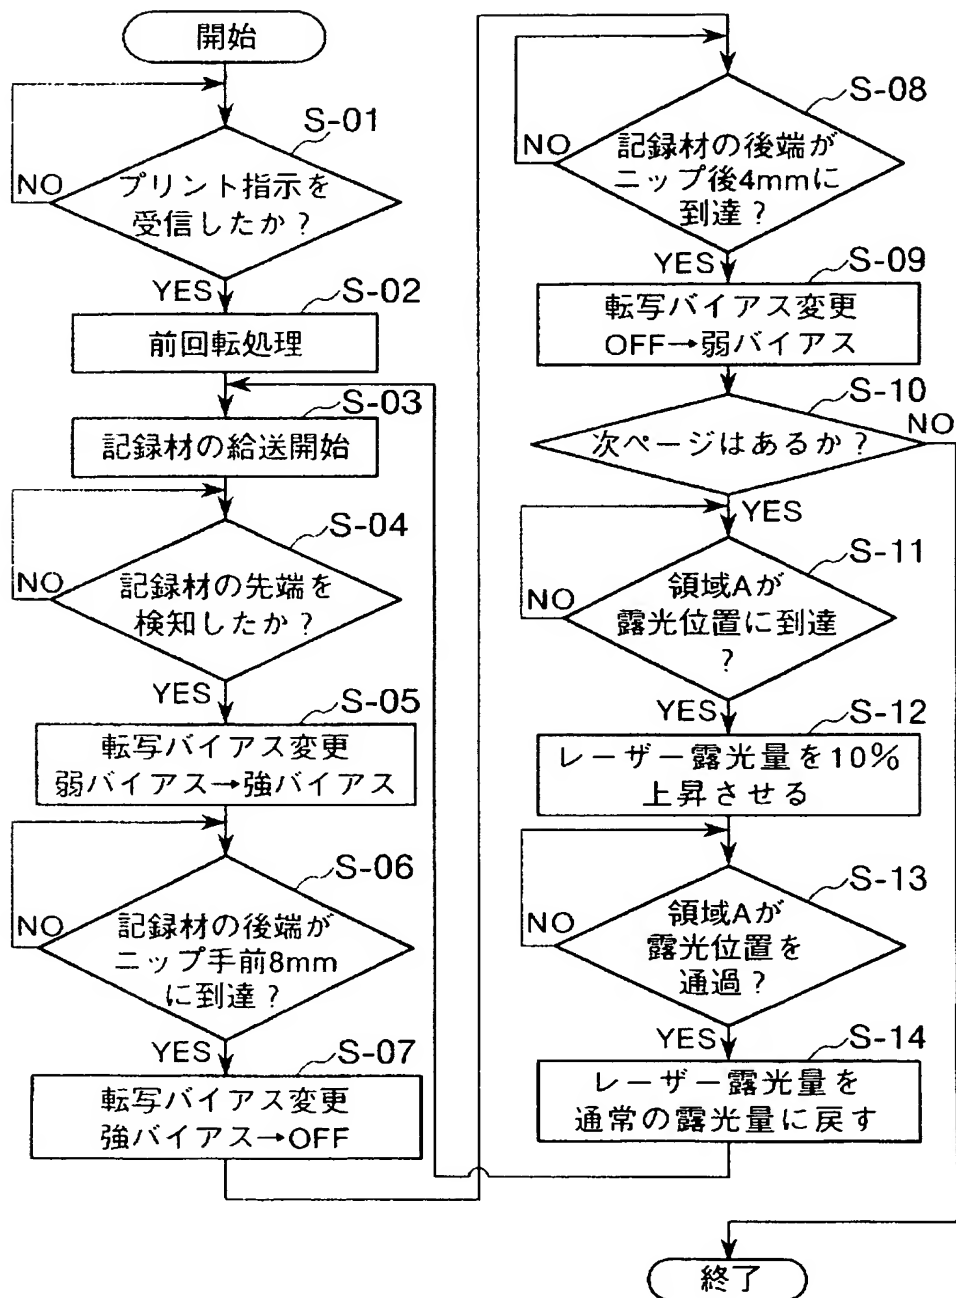 開始
S-01
プリント指示を
受信したか？
NO
YES
S-02
前回転処理
S-03
記録材の給送開始
S-04
記録材の先端を
検知したか？
NO
YES
S-05
転写バイアス変更
弱バイアス→強バイアス
S-06
記録材の後端が
ニップ手前8mm
に到達？
NO
YES
S-07
転写バイアス変更
強バイアス→OFF
S-08
記録材の後端が
ニップ後4mmに
到達？
NO
YES
S-09
転写バイアス変更
OFF→弱バイアス
S-10
次ページはあるか？
NO
YES
S-11
領域Aが
露光位置に到達
？
NO
YES
S-12
レーザー露光量を10%
上昇させる
S-13
領域Aが
露光位置を
通過？
NO
YES
S-14
レーザー露光量を
通常の露光量に戻す
終了